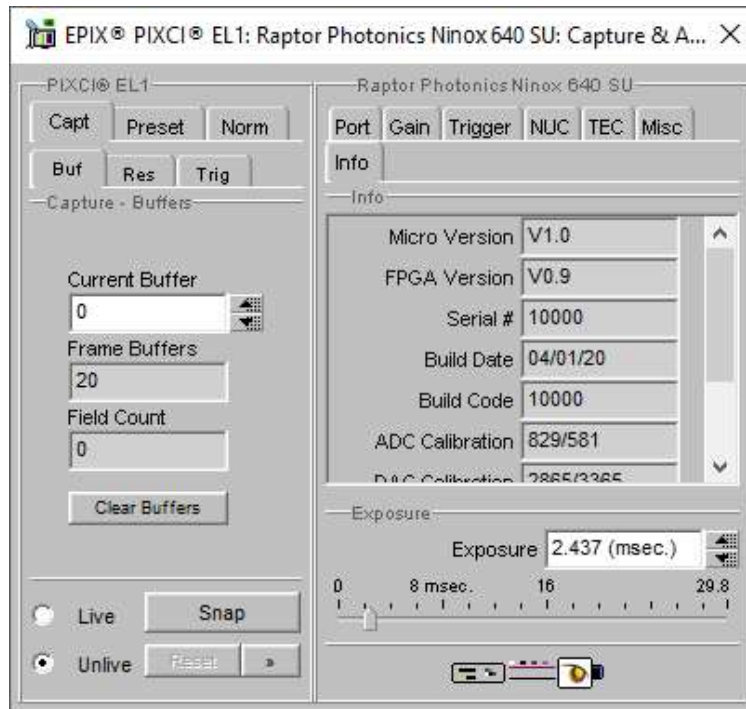 EPIX® PIXCI® EL1: Raptor Photonics Ninox 640 SU: Capture & A...
PIXCI® EL1
Capt Preset Norm
Buf Res Trig
Capture - Buffers
Current Buffer
0
Frame Buffers
20
Field Count
0
Clear Buffers
Live Snap
Unlive Reset »
Raptor Photonics Ninox 640 SU
Port Gain Trigger NUC TEC Misc
Info
Info
Micro Version V1.0
FPGA Version V0.9
Serial # 10000
Build Date 04/01/20
Build Code 10000
ADC Calibration 829/581
DAC Calibration 2865/3365
Exposure
Exposure 2.437 (msec.)
0 8 msec. 16 29.8